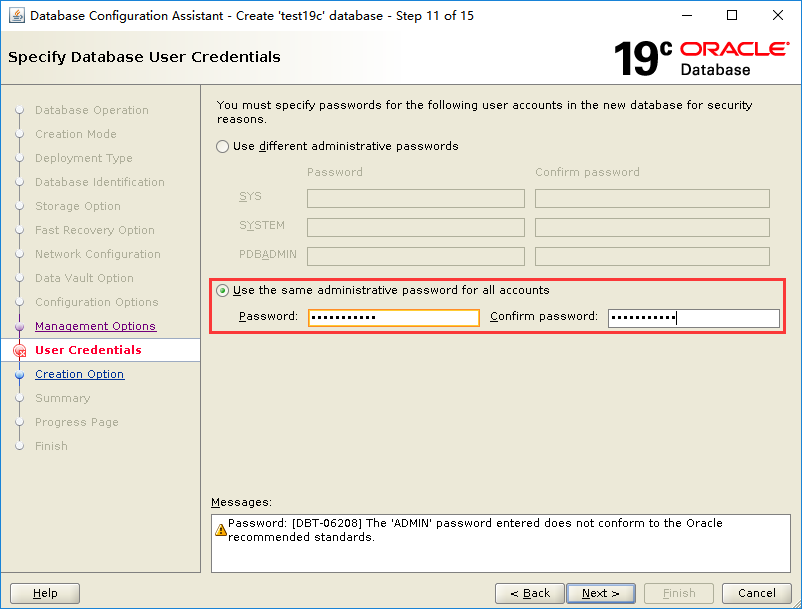 Database Configuration Assistant - Create 'test19c' database - Step 11 of 15
Specify Database User Credentials
19c ORACLE
Database
Database Operation
Creation Mode
Deployment Type
Database Identification
Storage Option
Fast Recovery Option
Network Configuration
Data Vault Option
Configuration Options
Management Options
User Credentials
Creation Option
Summary
Progress Page
Finish
You must specify passwords for the following user accounts in the new database for security
reasons.
Use different administrative passwords
Password Confirm password
SYS
SYSTEM
PDBADMIN
Use the same administrative password for all accounts
Password: ••••••••••• Confirm password: •••••••••••
Messages:
Password: [DBT-06208] The 'ADMIN' password entered does not conform to the Oracle
recommended standards.
Help < Back Next > Finish Cancel